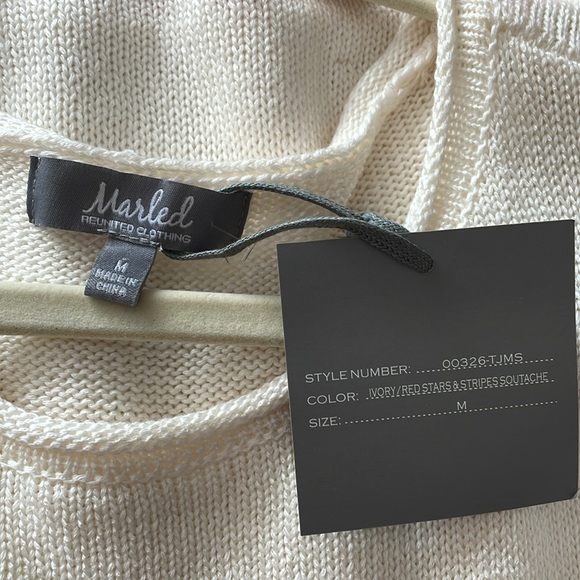 Marled
REUNITED CLOTHING
M
MADE IN
CHINA
STYLE NUMBER: 00326-TJMS
COLOR: IVORY/RED STARS & STRIPES SOUTACHE
SIZE: M